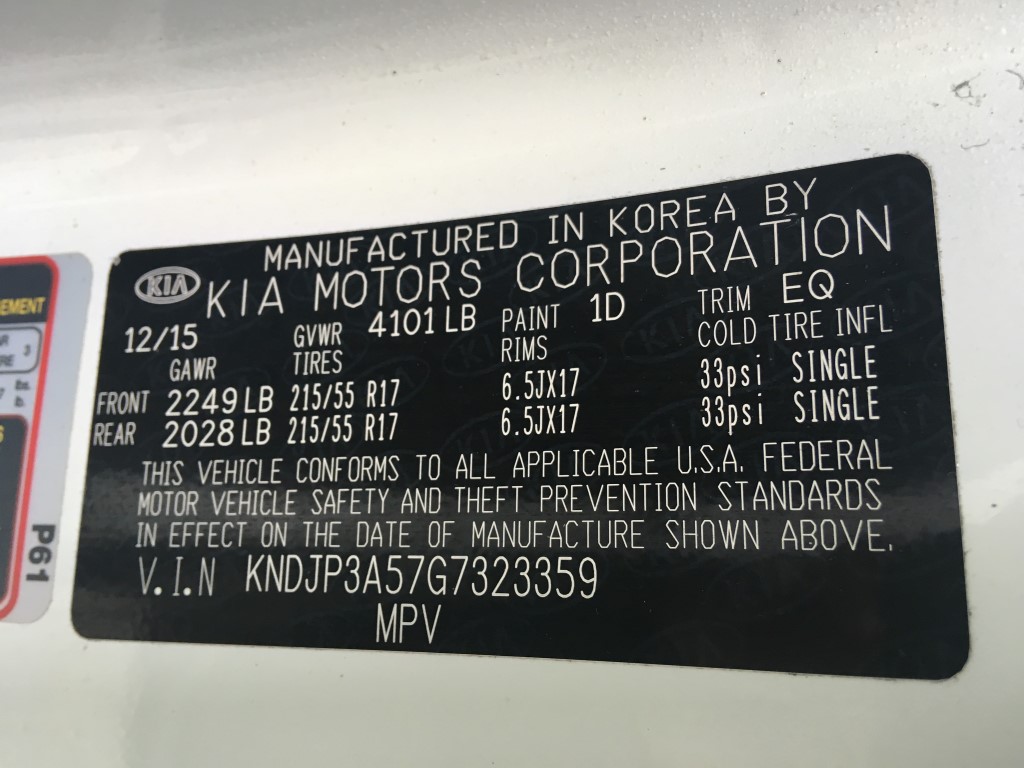 MANUFACTURED IN KOREA BY
KIA KIA MOTORS CORPORATION
12/15 GVWR 4101 LB PAINT 1D TRIM EQ
GAWR TIRES RIMS COLD TIRE INFL
FRONT 2249 LB 215/55 R17 6.5JX17 33psi SINGLE
REAR 2028 LB 215/55 R17 6.5JX17 33psi SINGLE
THIS VEHICLE CONFORMS TO ALL APPLICABLE U.S.A. FEDERAL
MOTOR VEHICLE SAFETY AND THEFT PREVENTION STANDARDS
IN EFFECT ON THE DATE OF MANUFACTURE SHOWN ABOVE.
V.I.N KNDJP3A57G7323359
MPV
3
P61